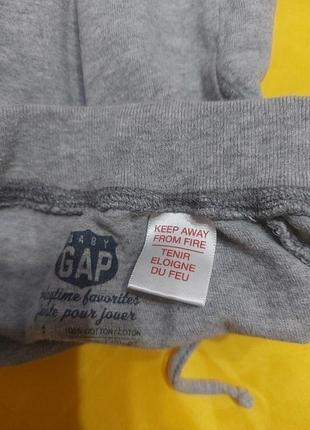 BABY
GAP
playtime favorites
pour jouer
100% COTTON/COTON
KEEP AWAY
FROM FIRE
TENIR
ELOIGNE
DU FEU